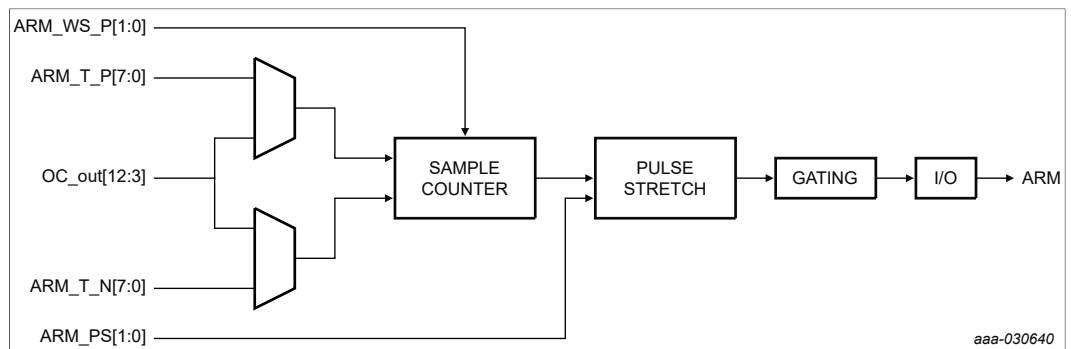 ARM_WS_P[1:0]
ARM_T_P[7:0]
OC_out[12:3]
ARM_T_N[7:0]
ARM_PS[1:0]
SAMPLE
COUNTER
PULSE
STRETCH
GATING
I/O
ARM
aaa-030640